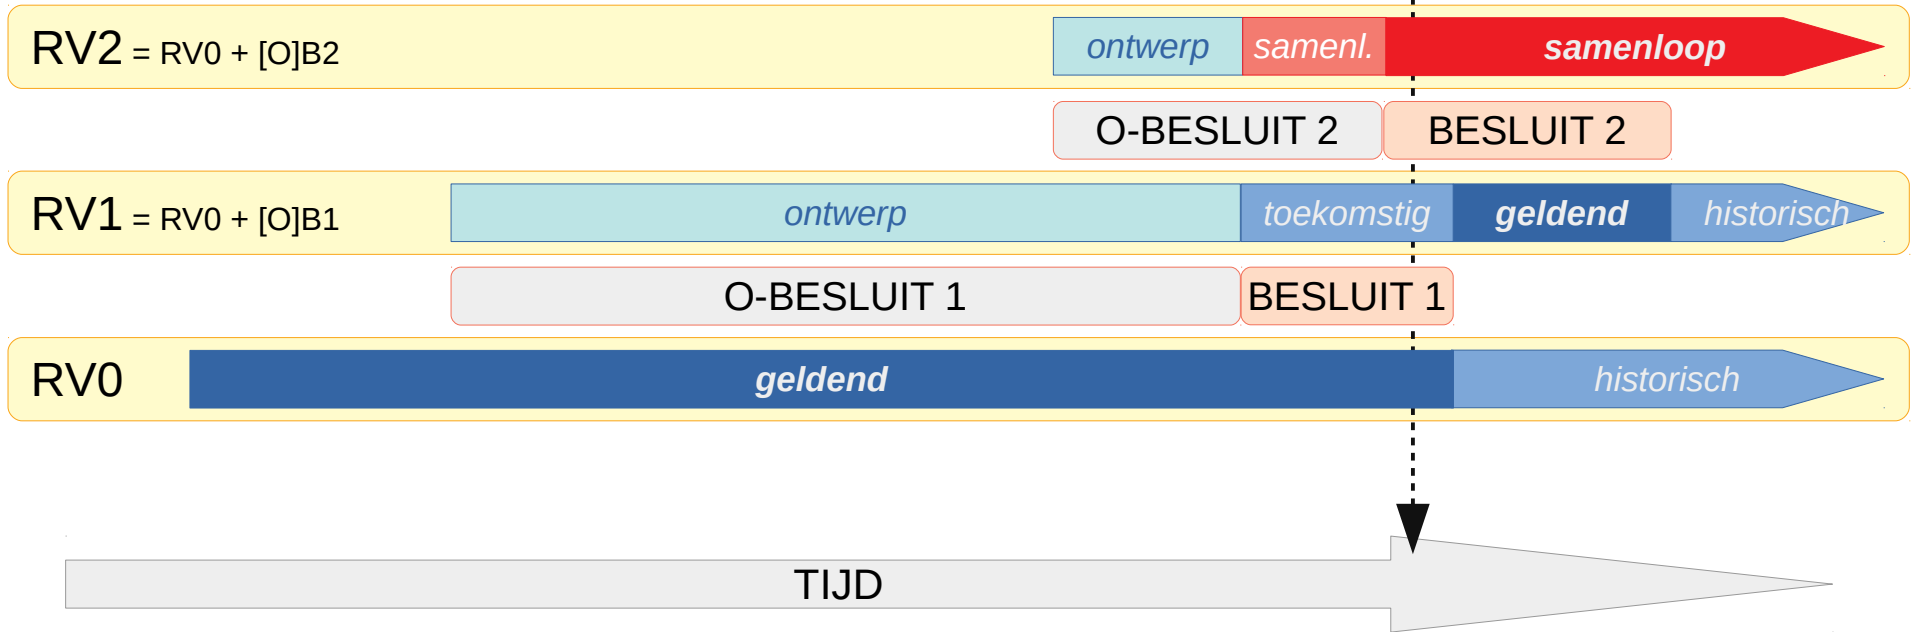 RV2 = RV0 + [O]B2 ontwerp samenl. samenloop
O-BESLUIT 2 BESLUIT 2
RV1 = RV0 + [O]B1 ontwerp toekomstig geldend historisch
O-BESLUIT 1 BESLUIT 1
RV0 geldend historisch
TIJD